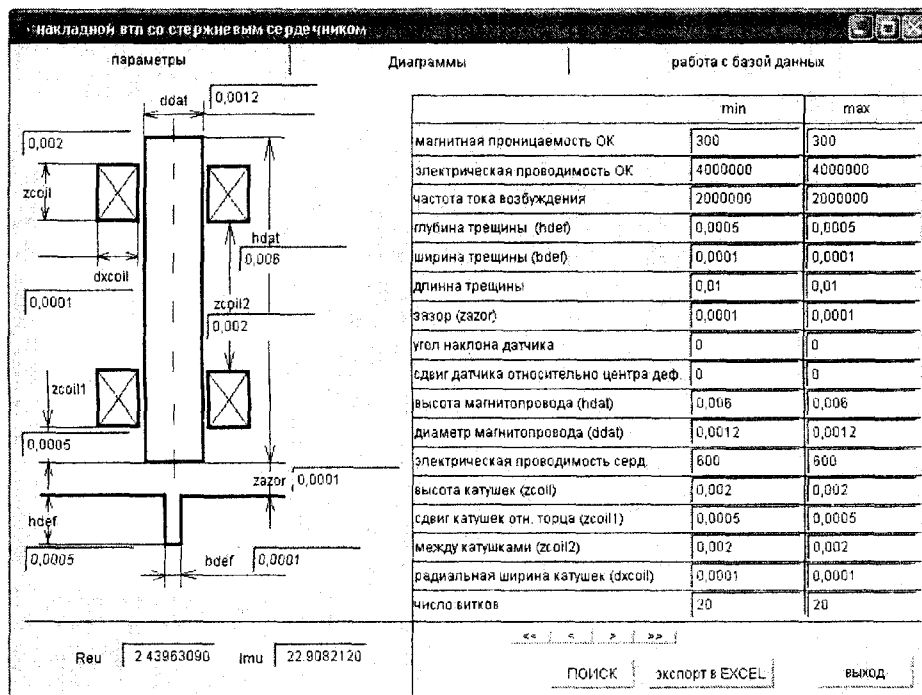 накладной втп со стержневым сердечником
параметры Диаграммы работа с базой данных
ddat 0,0012
0,002
zcoil
dxcoil
0,0001
hdat
0,006
zcoil2
0,002
zcoil1
0,0005
zazor 0,0001
hdef
0,0005
bdef 0,0001
min max
магнитная проницаемость ОК 300 300
электрическая проводимость ОК 4000000 4000000
частота тока возбуждения 2000000 2000000
глубина трещины (hdef) 0,0005 0,0005
ширина трещины (bdef) 0,0001 0,0001
длинна трещины 0,01 0,01
зазор (zazor) 0,0001 0,0001
угол наклона датчика 0 0
сдвиг датчика относительно центра деф. 0 0
высота магнитопровода (hdat) 0,006 0,006
диаметр магнитопровода (ddat) 0,0012 0,0012
электрическая проводимость серд. 600 600
высота катушек (zcoil) 0,002 0,002
сдвиг катушек отн. торца (zcoil1) 0,0005 0,0005
между катушками (zcoil2) 0,002 0,002
радиальная ширина катушек (dxcoil) 0,0001 0,0001
число витков 20 20
<< < > >>
Reu 2.43963090 Imu 22.9082120
ПОИСК экспорт в EXCEL выход